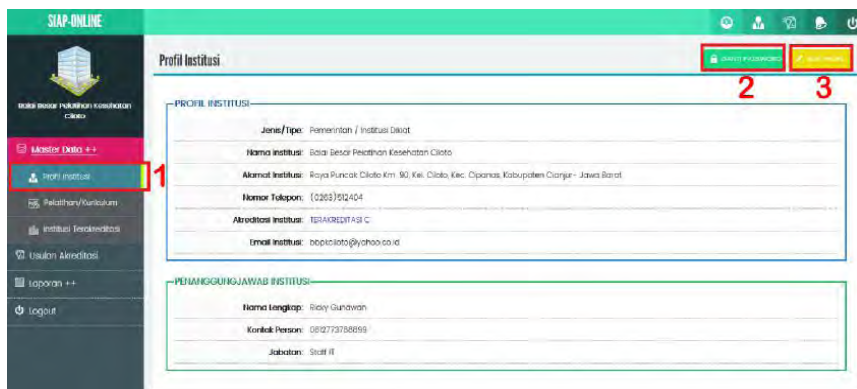 SIAP-ONLINE
Profil Institusi
GANTI PASSWORD
2
3
Balai Besar Pelatihan Kesehatan
Ciloto
Master Data ++
Profil Institusi
1
Pelatihan/Kurikulum
Institusi Terakreditasi
Usulan Akreditasi
Laporan ++
Logout
PROFIL INSTITUSI
Jenis/Tipe: Pemerintah / Institusi Diklat
Nama Institusi: Balai Besar Pelatihan Kesehatan Ciloto
Alamat Institusi: Raya Puncak Ciloto Km. 90, Kel. Ciloto, Kec. Cipanas, Kabupaten Cianjur - Jawa Barat
Nomor Telepon: (0263)512404
Akreditasi Institusi: TERAKREDITASI C
Email Institusi: bbpkciloto@yahoo.co.id
PENANGGUNGJAWAB INSTITUSI
Nama Lengkap: Ricky Gunawan
Kontak Person:
Jabatan: Staff IT